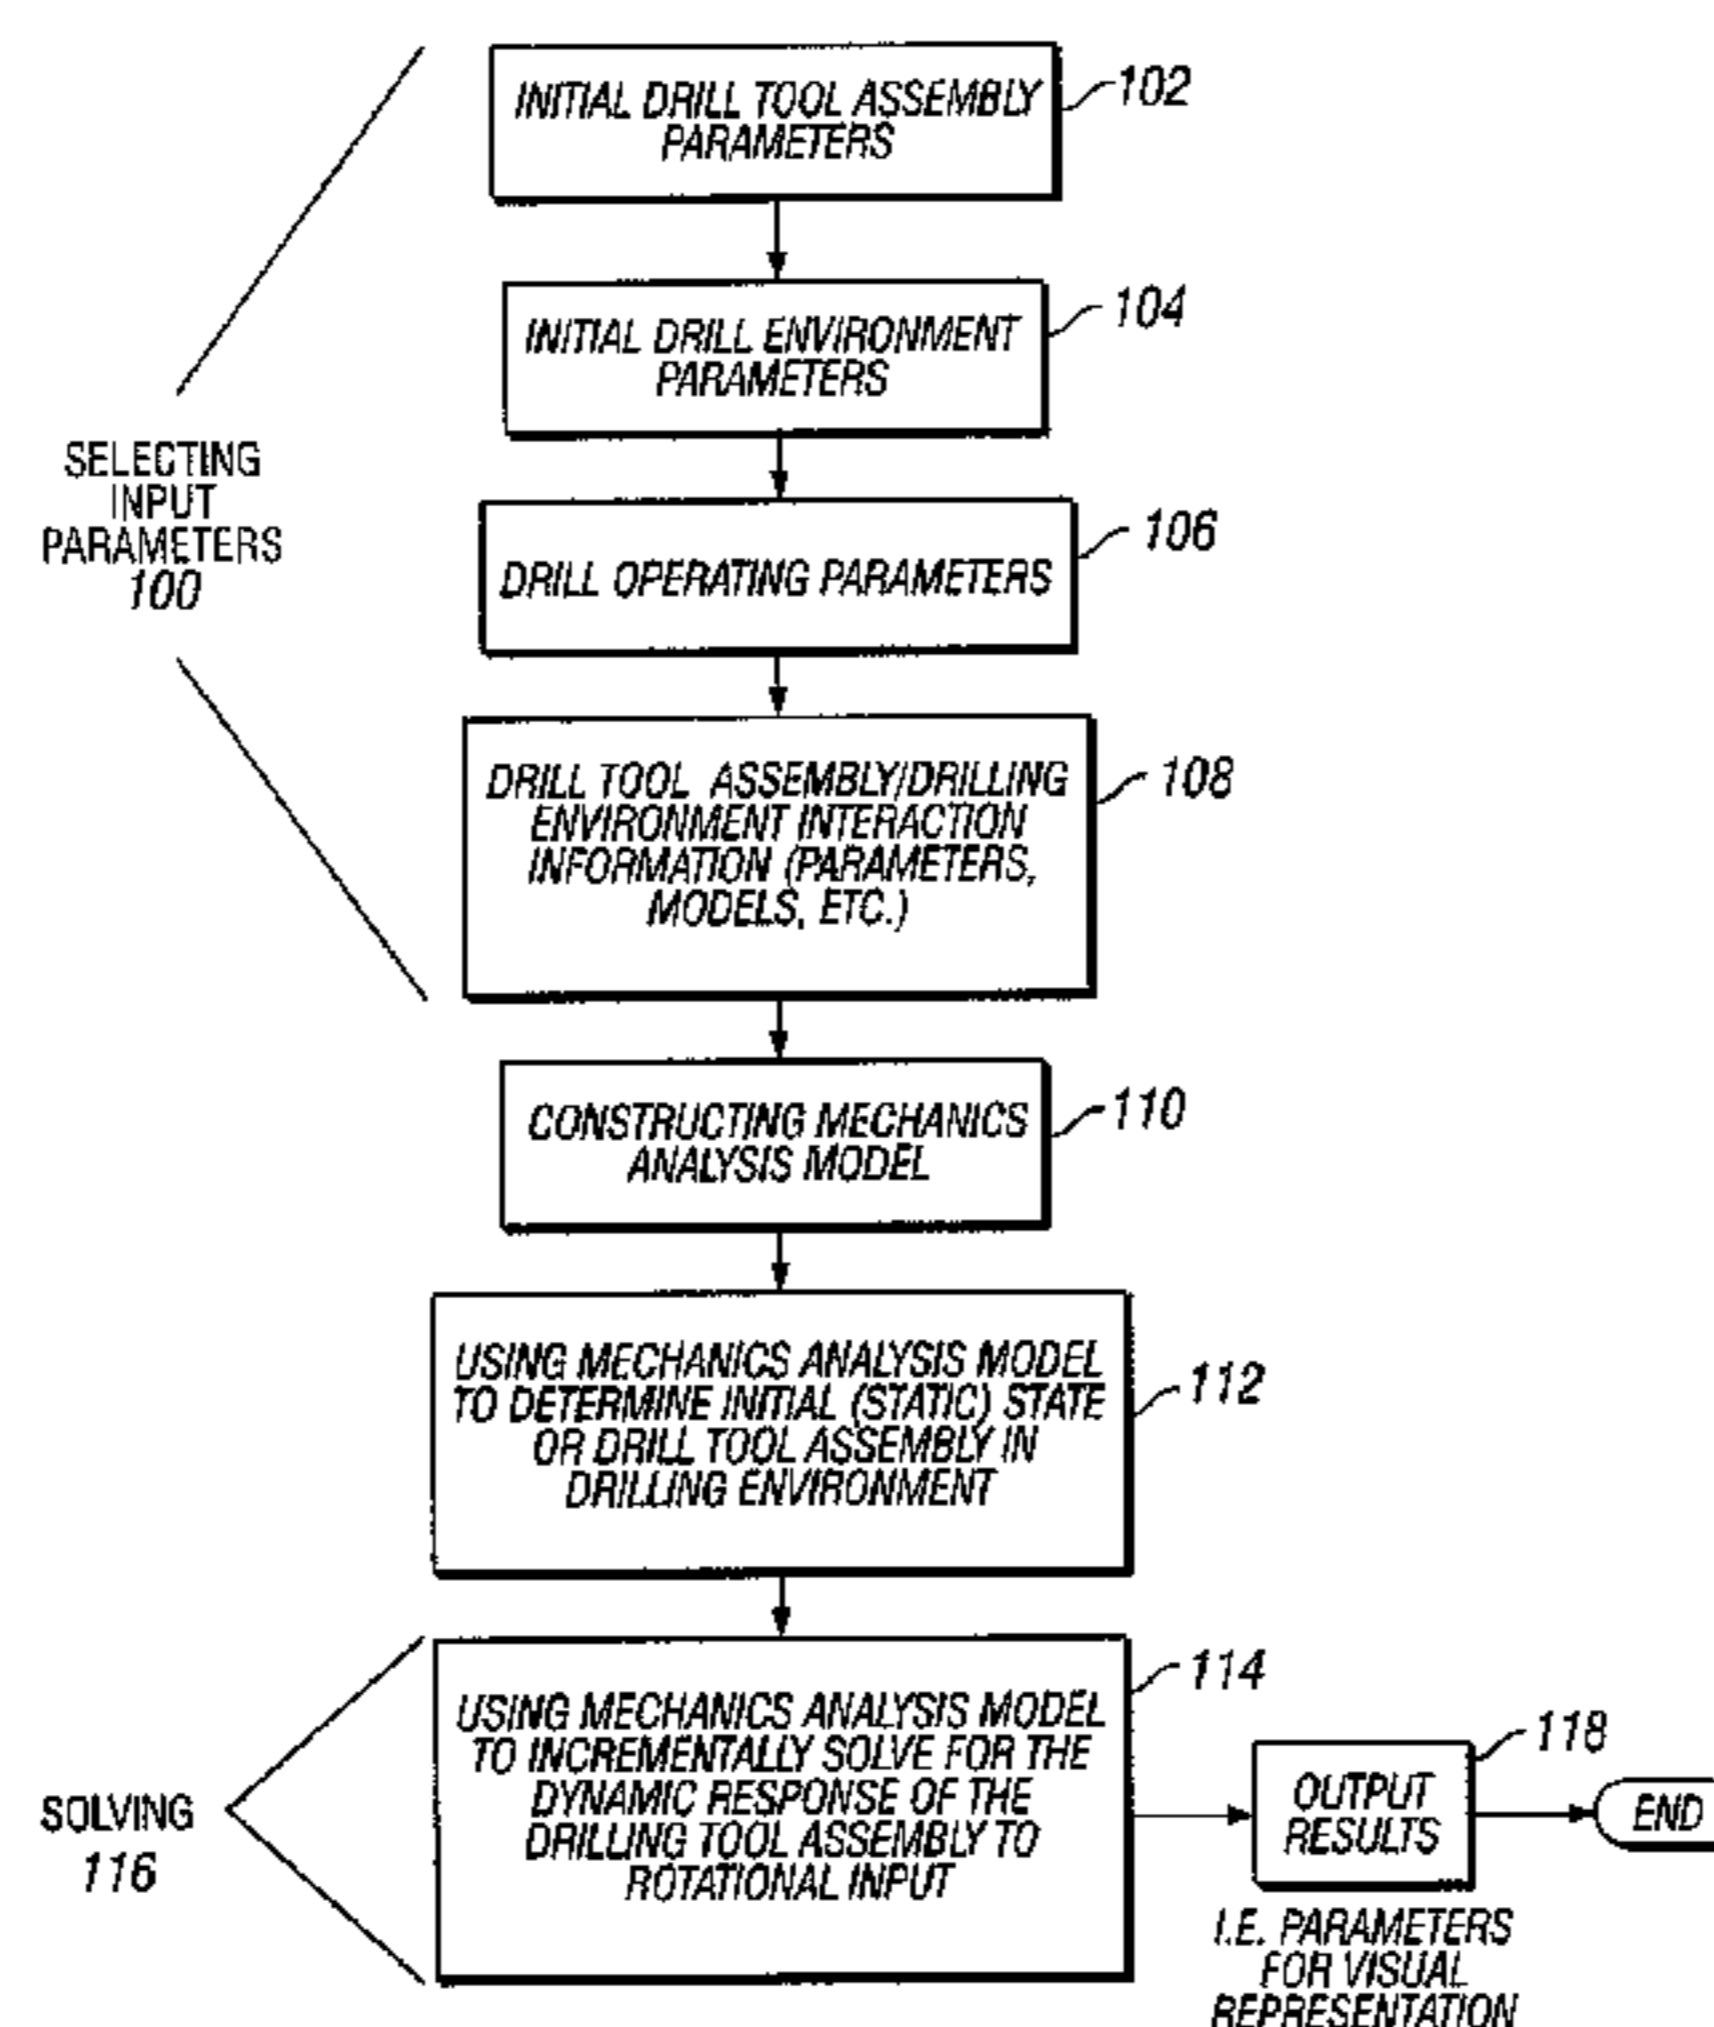 INITIAL DRILL TOOL ASSEMBLY
PARAMETERS
102
INITIAL DRILL ENVIRONMENT
PARAMETERS
104
SELECTING
INPUT
PARAMETERS
100
DRILL OPERATING PARAMETERS
106
DRILL TOOL ASSEMBLY/DRILLING
ENVIRONMENT INTERACTION
INFORMATION (PARAMETERS,
MODELS, ETC.)
108
CONSTRUCTING MECHANICS
ANALYSIS MODEL
110
USING MECHANICS ANALYSIS MODEL
TO DETERMINE INITIAL (STATIC) STATE
OR DRILL TOOL ASSEMBLY IN
DRILLING ENVIRONMENT
112
SOLVING
116
USING MECHANICS ANALYSIS MODEL
TO INCREMENTALLY SOLVE FOR THE
DYNAMIC RESPONSE OF THE
DRILLING TOOL ASSEMBLY TO
ROTATIONAL INPUT
114
OUTPUT
RESULTS
118
END
I.E. PARAMETERS
FOR VISUAL
REPRESENTATION